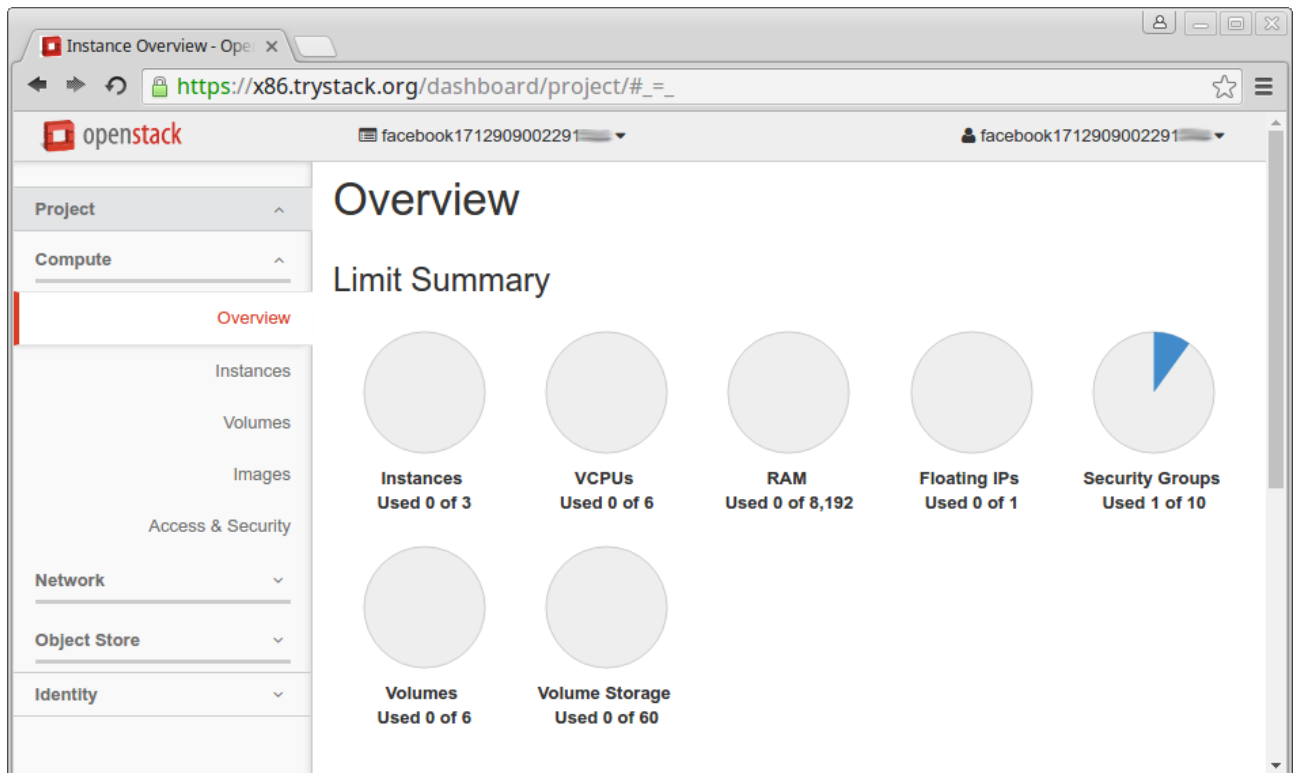 Instance Overview - Ope
https://x86.trystack.org/dashboard/project/#_=_
openstack
facebook1712909002291
facebook1712909002291
Project
Compute
Overview
Instances
Volumes
Images
Access & Security
Network
Object Store
Identity
Overview
Limit Summary
Instances
Used 0 of 3
VCPUs
Used 0 of 6
RAM
Used 0 of 8,192
Floating IPs
Used 0 of 1
Security Groups
Used 1 of 10
Volumes
Used 0 of 6
Volume Storage
Used 0 of 60